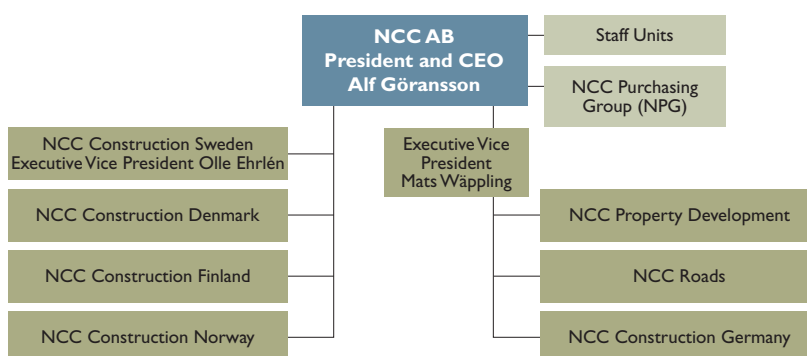 NCC AB
President and CEO
Alf Göransson
Staff Units
NCC Purchasing
Group (NPG)
NCC Construction Sweden
Executive Vice President Olle Ehrlén
Executive Vice
President
Mats Wäppling
NCC Construction Denmark
NCC Property Development
NCC Construction Finland
NCC Roads
NCC Construction Norway
NCC Construction Germany